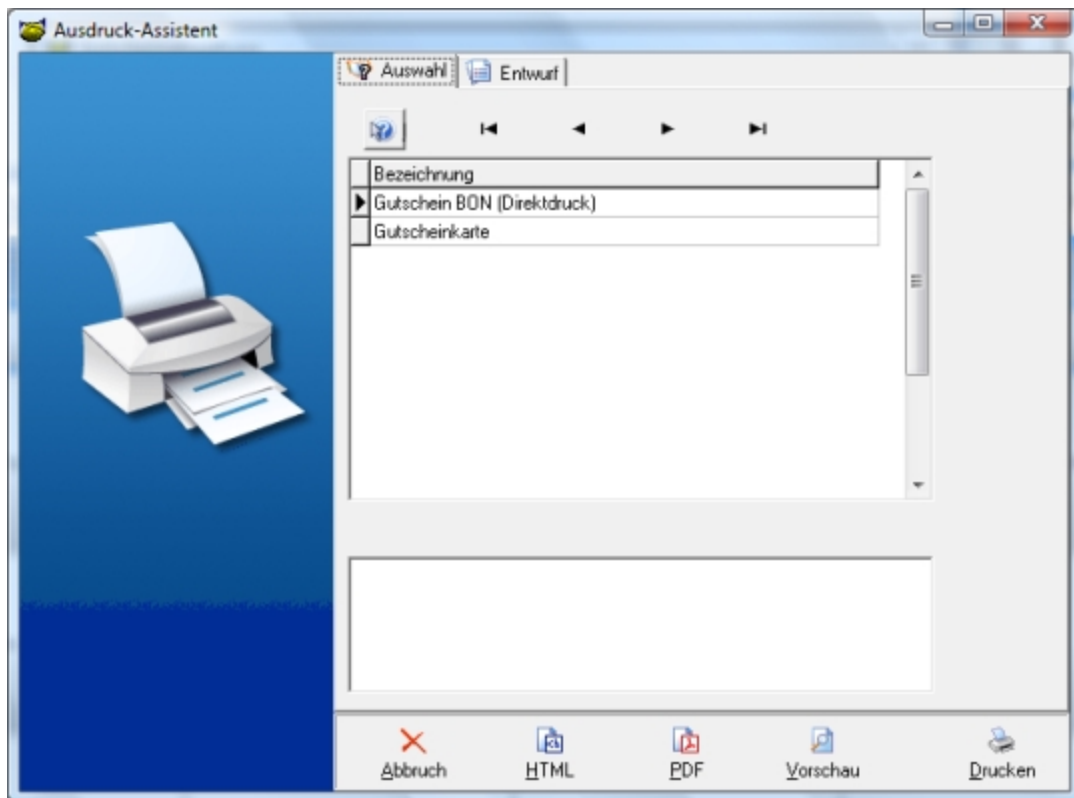 Ausdruck-Assistent
Auswahl Entwurf
Bezeichnung
Gutschein BON (Direktdruck)
Gutscheinkarte
Abbruch HTML PDF Vorschau Drucken